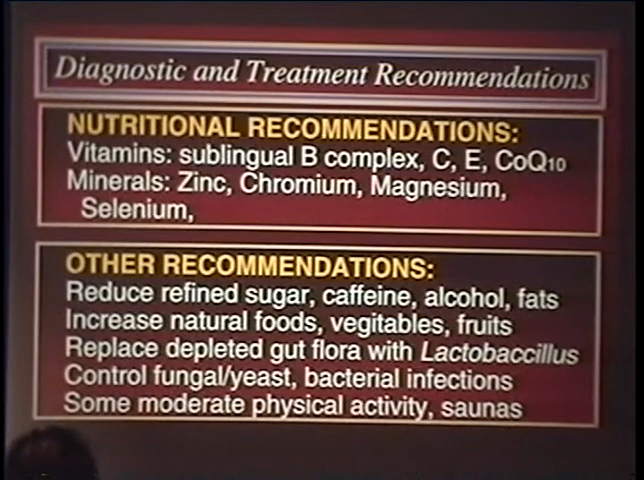 Diagnostic and Treatment Recommendations
NUTRITIONAL RECOMMENDATIONS:
Vitamins: sublingual B complex, C, E, CoQ10
Minerals: Zinc, Chromium, Magnesium,
Selenium,
OTHER RECOMMENDATIONS:
Reduce refined sugar, caffeine, alcohol, fats
Increase natural foods, vegitables, fruits
Replace depleted gut flora with Lactobaccillus
Control fungal/yeast, bacterial infections
Some moderate physical activity, saunas